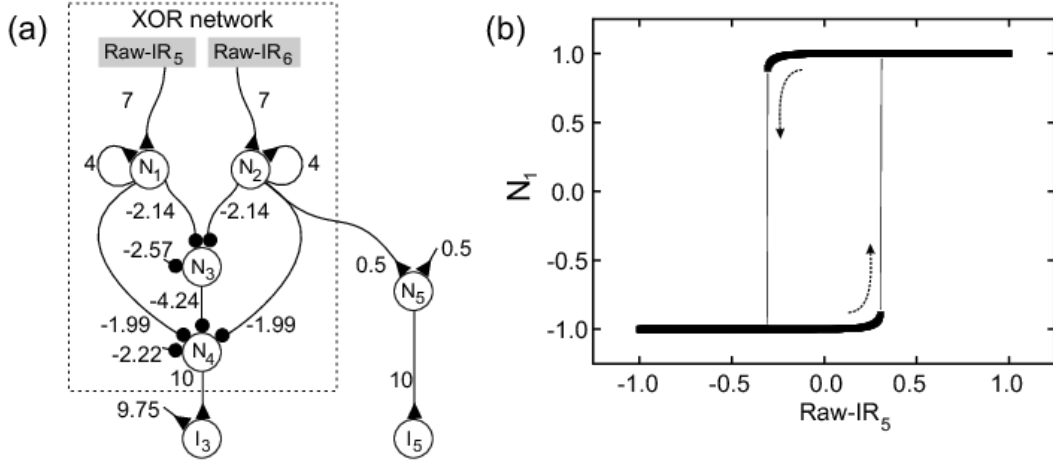 (a)
XOR network
Raw-IR5 Raw-IR6
7 7
4 N1 N2 4
-2.14 -2.14
-2.57 N3
0.5 0.5
N5
-4.24
-1.99 -1.99
-2.22 N4
10 10
9.75
I3 I5
(b)
1.0
0.5
0.0
-0.5
-1.0
N1
-1.0 -0.5 0.0 0.5 1.0
Raw-IR5